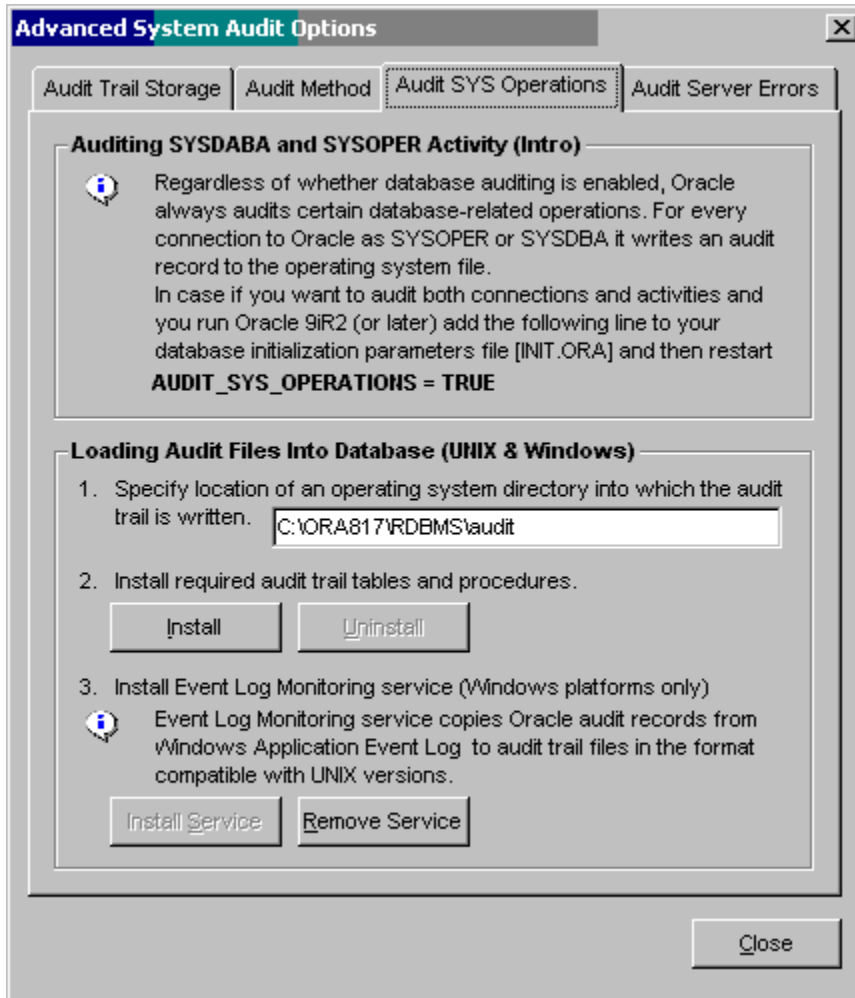 Advanced System Audit Options
Audit Trail Storage
Audit Method
Audit SYS Operations
Audit Server Errors
Auditing SYSDABA and SYSOPER Activity (Intro)
Regardless of whether database auditing is enabled, Oracle
always audits certain database-related operations. For every
connection to Oracle as SYSOPER or SYSDBA it writes an audit
record to the operating system file.
In case if you want to audit both connections and activities and
you run Oracle 9iR2 (or later) add the following line to your
database initialization parameters file [INIT.ORA] and then restart
AUDIT_SYS_OPERATIONS = TRUE
Loading Audit Files Into Database (UNIX & Windows)
1. Specify location of an operating system directory into which the audit
trail is written.
C:\ORA817\RDBMS\audit
2. Install required audit trail tables and procedures.
Install
Uninstall
3. Install Event Log Monitoring service (Windows platforms only)
Event Log Monitoring service copies Oracle audit records from
Windows Application Event Log to audit trail files in the format
compatible with UNIX versions.
Install Service
Remove Service
Close